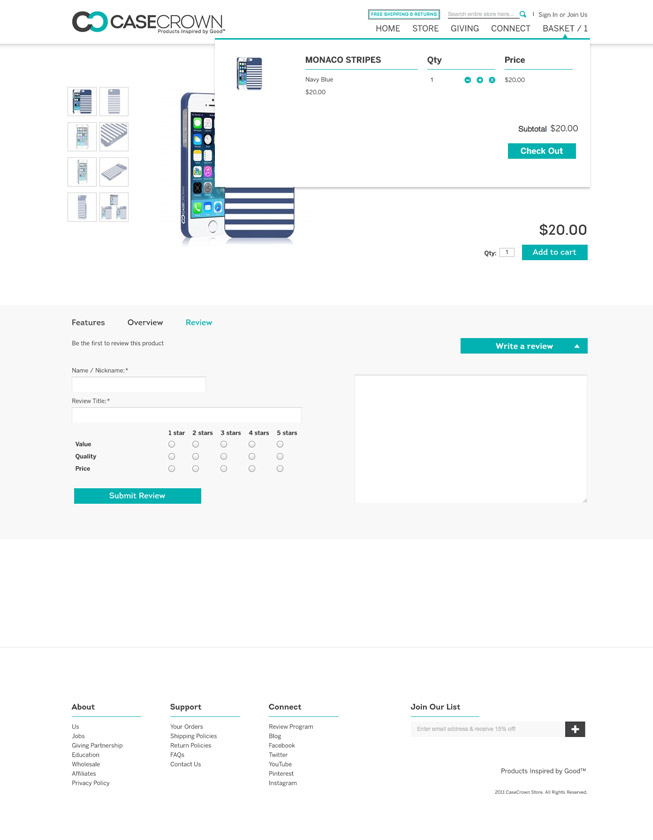 CASECROWN
Products Inspired by Good™
FREE SHIPPING & RETURNS
Search entire store here...
| Sign In or Join Us
HOME STORE GIVING CONNECT BASKET / 1
MONACO STRIPES Qty Price
Navy Blue 1 $20.00
$20.00
Subtotal $20.00
Check Out
$20.00
Qty: 1 Add to cart
Features Overview Review
Be the first to review this product
Write a review
Name / Nickname:*
Review Title:*
1 star 2 stars 3 stars 4 stars 5 stars
Value
Quality
Price
Submit Review
About
Us
Jobs
Giving Partnership
Education
Wholesale
Affiliates
Privacy Policy
Support
Your Orders
Shipping Policies
Return Policies
FAQs
Contact Us
Connect
Review Program
Blog
Facebook
Twitter
YouTube
Pinterest
Instagram
Join Our List
Enter email address & receive 15% off!
Products Inspired by Good™
2013 CaseCrown Store. All Rights Reserved.